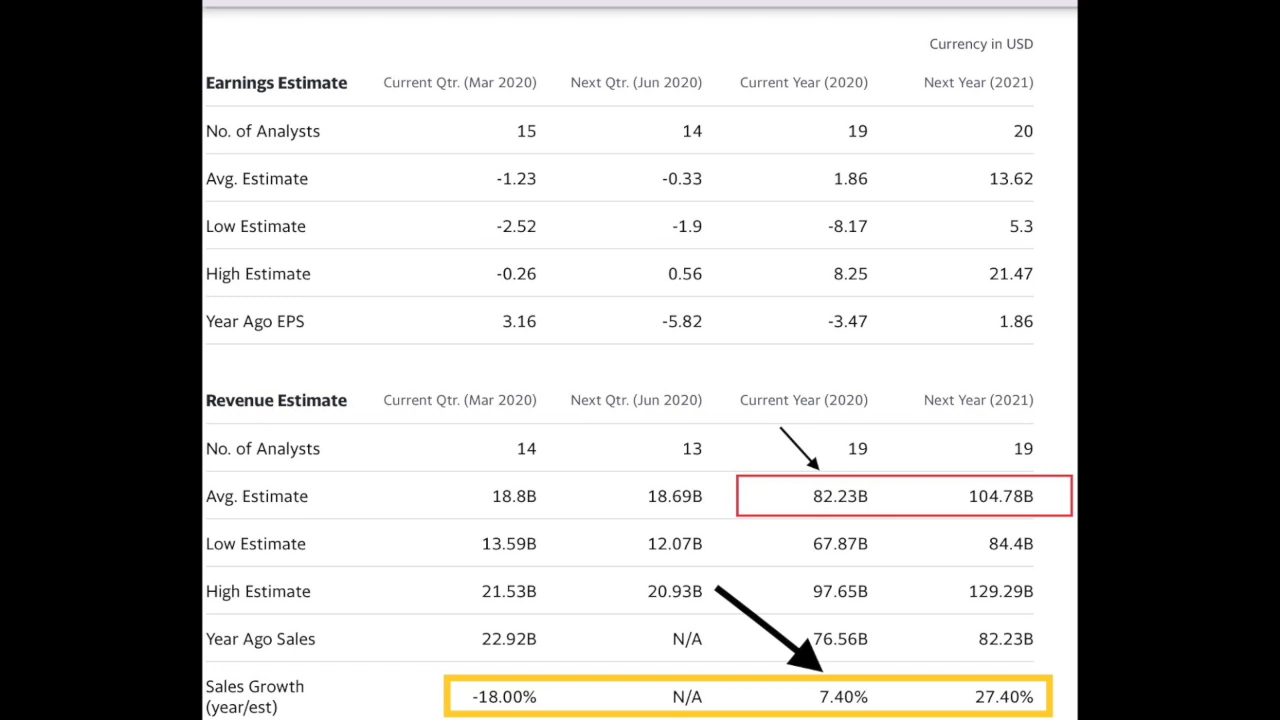 Currency in USD
Earnings Estimate Current Qtr. (Mar 2020) Next Qtr. (Jun 2020) Current Year (2020) Next Year (2021)
No. of Analysts 15 14 19 20
Avg. Estimate -1.23 -0.33 1.86 13.62
Low Estimate -2.52 -1.9 -8.17 5.3
High Estimate -0.26 0.56 8.25 21.47
Year Ago EPS 3.16 -5.82 -3.47 1.86
Revenue Estimate Current Qtr. (Mar 2020) Next Qtr. (Jun 2020) Current Year (2020) Next Year (2021)
No. of Analysts 14 13 19 19
Avg. Estimate 18.8B 18.69B 82.23B 104.78B
Low Estimate 13.59B 12.07B 67.87B 84.4B
High Estimate 21.53B 20.93B 97.65B 129.29B
Year Ago Sales 22.92B N/A 76.56B 82.23B
Sales Growth
(year/est) -18.00% N/A 7.40% 27.40%